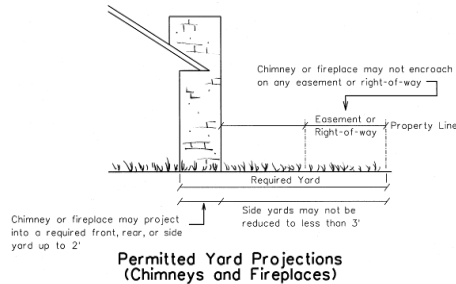 Chimney or fireplace may not encroach
on any easement or right-of-way
Easement or
Right-of-way
Property Line
Required Yard
Chimney or fireplace may project
into a required front, rear, or side
yard up to 2'
Side yards may not be
reduced to less than 3'
Permitted Yard Projections
(Chimneys and Fireplaces)